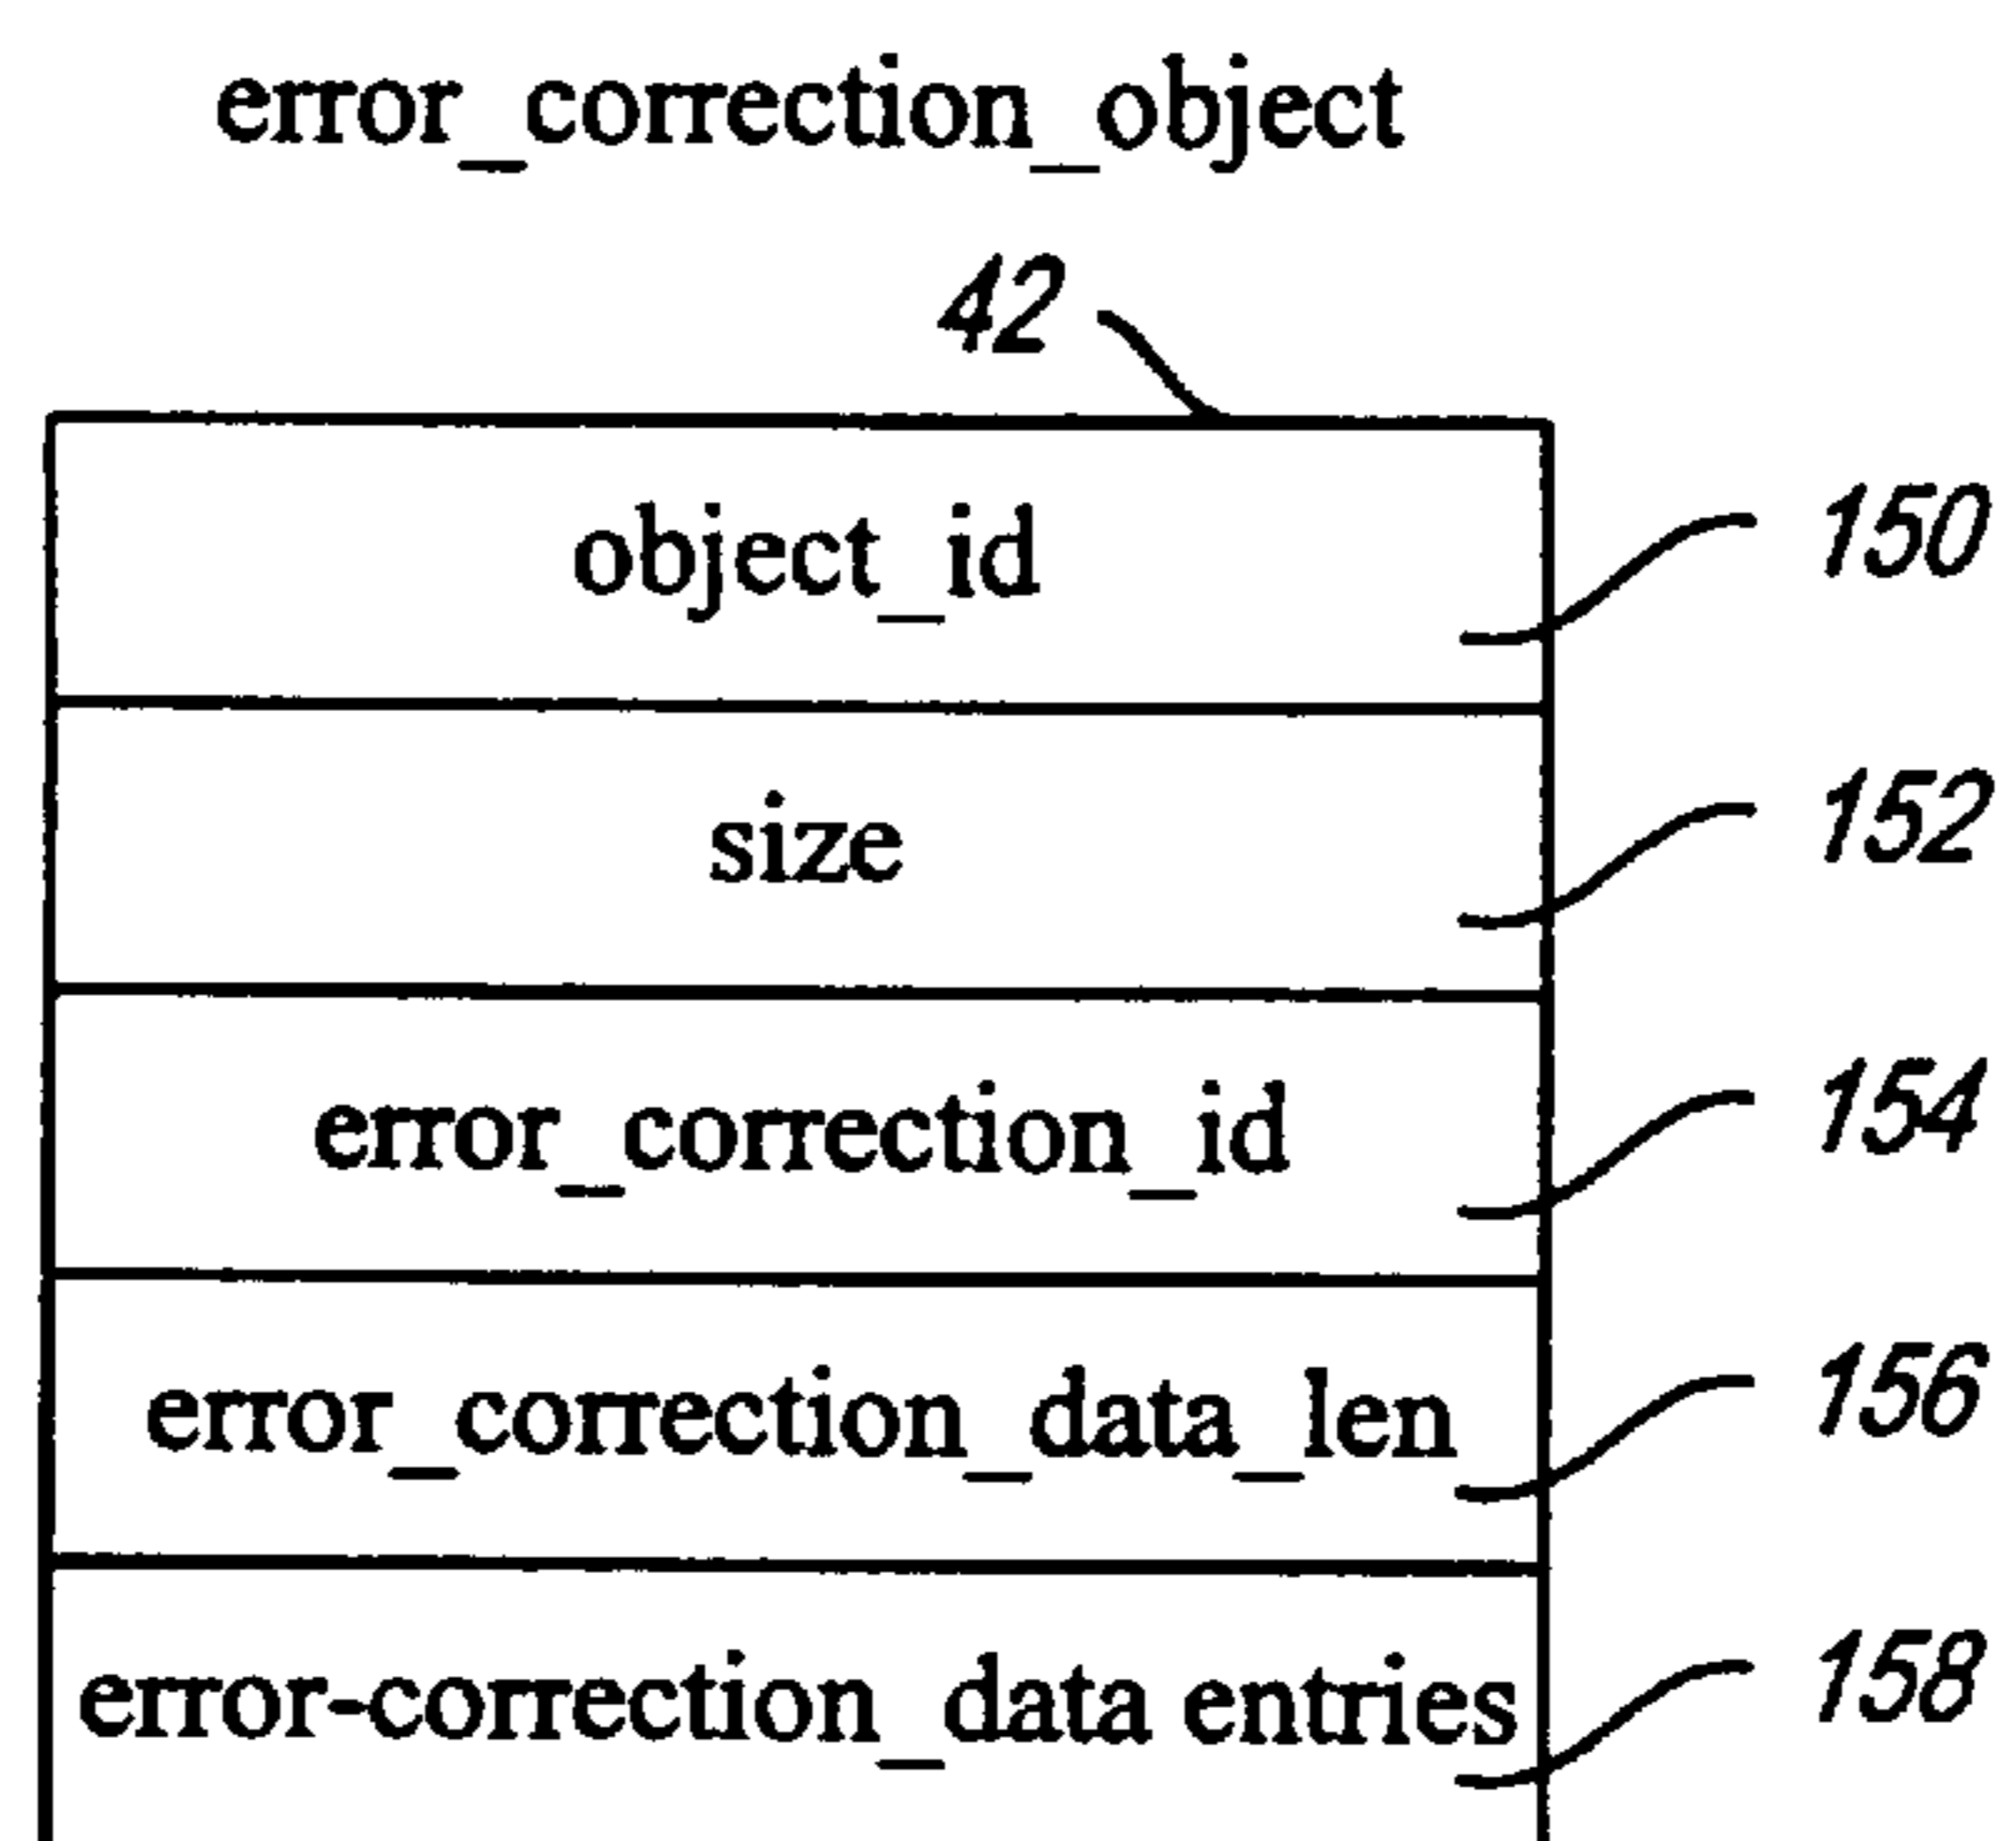 error_correction_object
42
object_id
150
size
152
error_correction_id
154
error_correction_data_len
156
error-correction_data entries
158